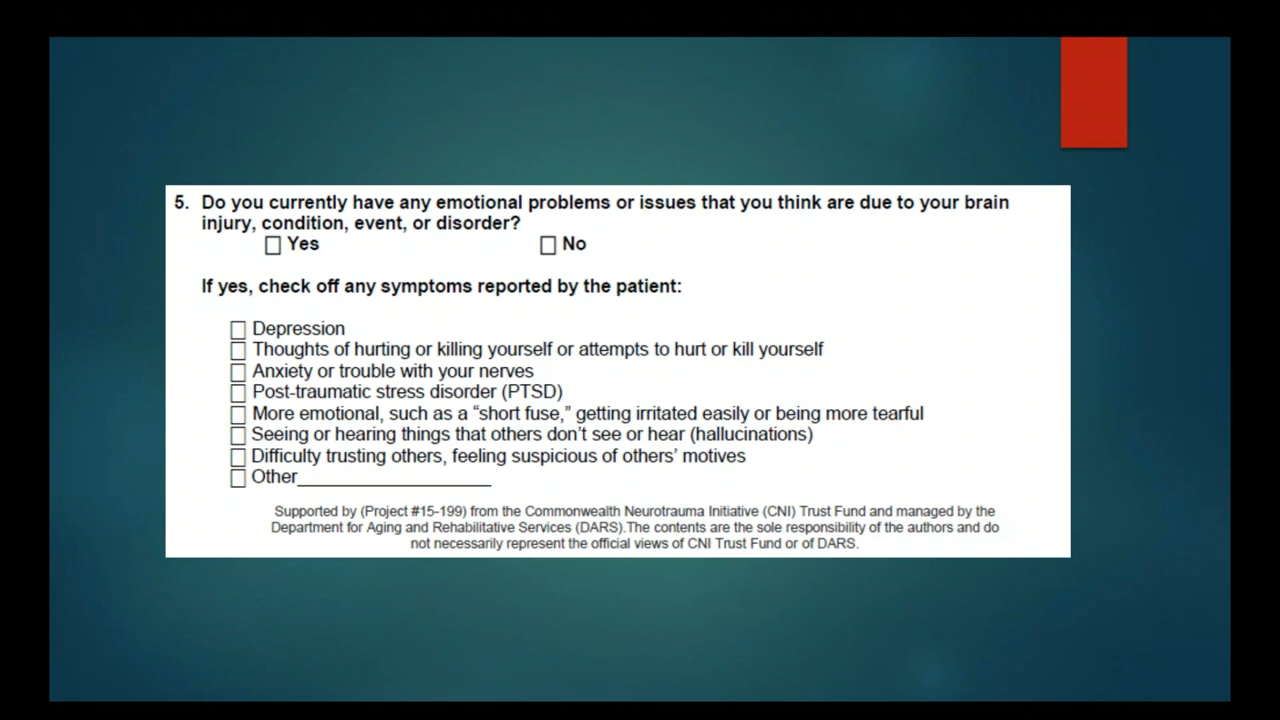 5. Do you currently have any emotional problems or issues that you think are due to your brain
injury, condition, event, or disorder?
☐ Yes ☐ No
If yes, check off any symptoms reported by the patient:
☐ Depression
☐ Thoughts of hurting or killing yourself or attempts to hurt or kill yourself
☐ Anxiety or trouble with your nerves
☐ Post-traumatic stress disorder (PTSD)
☐ More emotional, such as a “short fuse,” getting irritated easily or being more tearful
☐ Seeing or hearing things that others don’t see or hear (hallucinations)
☐ Difficulty trusting others, feeling suspicious of others’ motives
☐ Other___________________
Supported by (Project #15-199) from the Commonwealth Neurotrauma Initiative (CNI) Trust Fund and managed by the
Department for Aging and Rehabilitative Services (DARS).The contents are the sole responsibility of the authors and do
not necessarily represent the official views of CNI Trust Fund or of DARS.